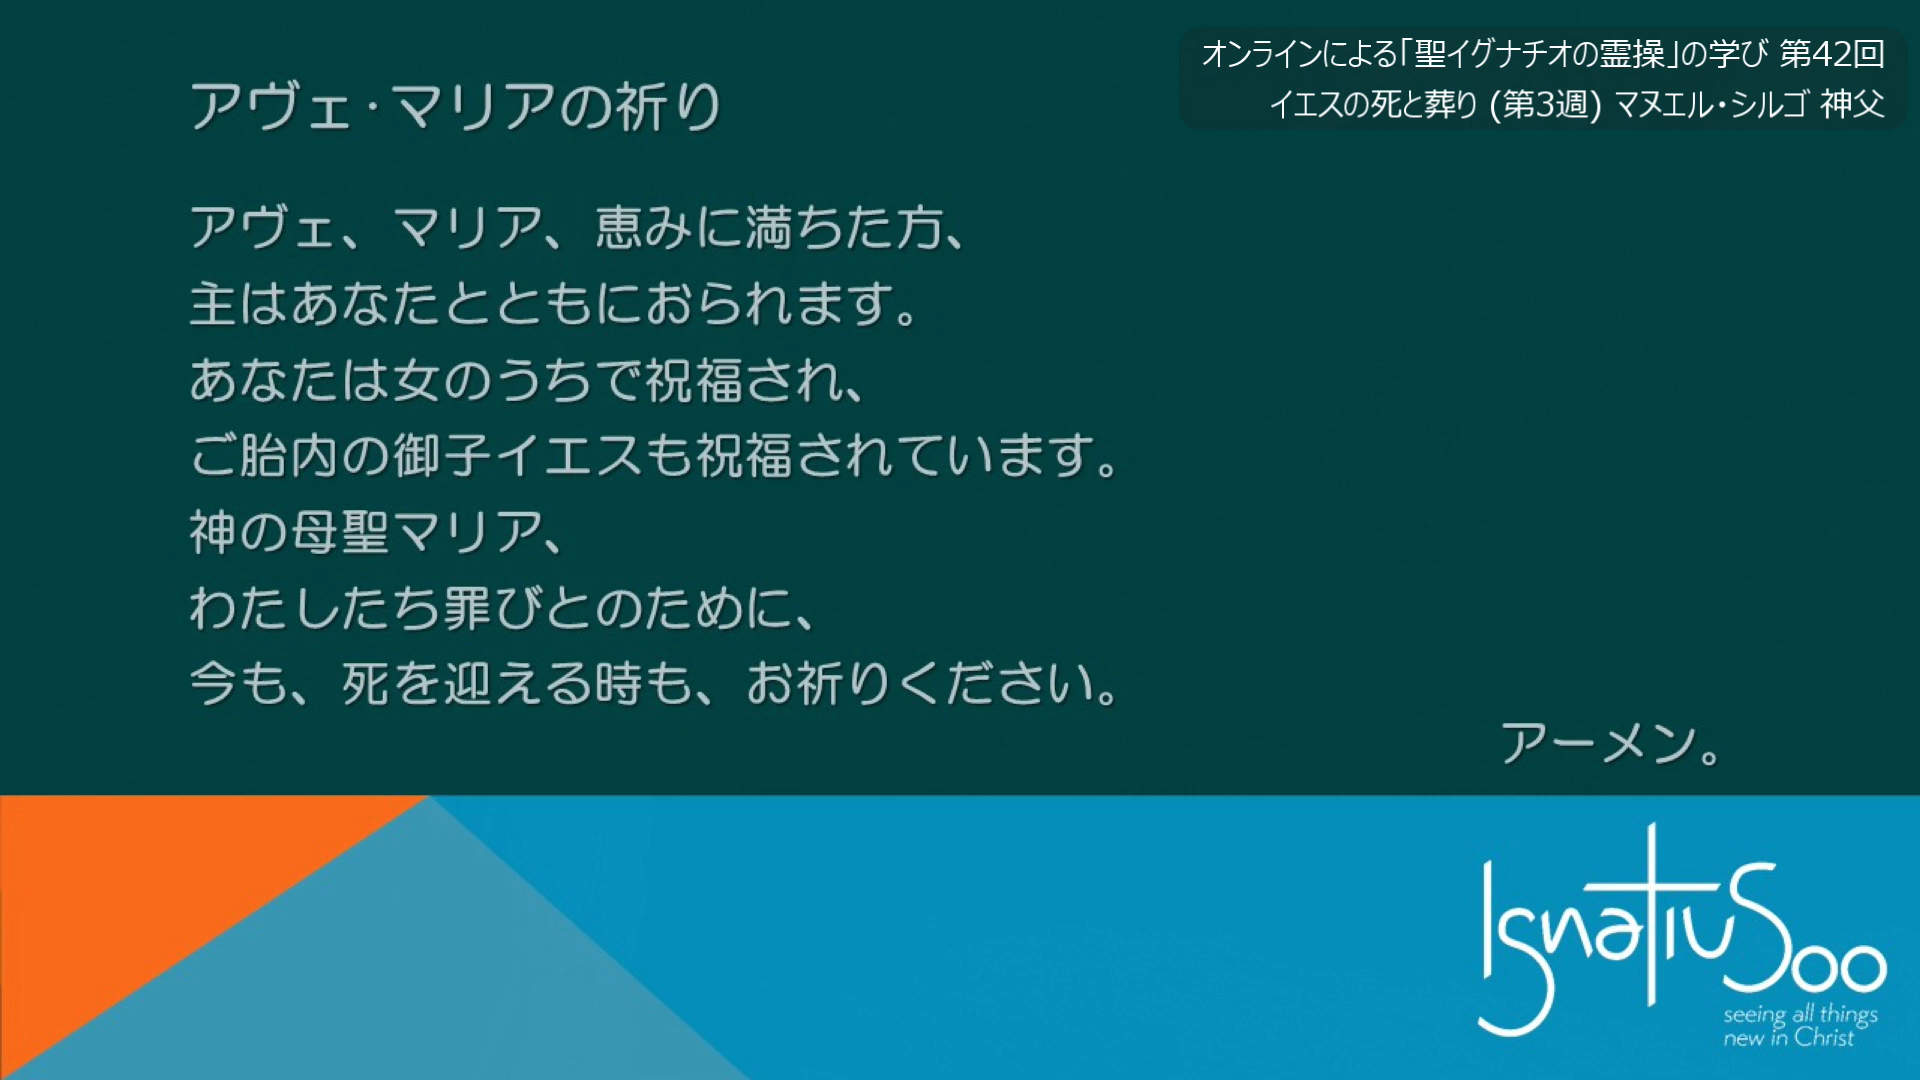 オンラインによる「聖イグナチオの霊操」の学び 第42回
イエスの死と葬り (第3週) マヌエル・シルゴ 神父
アヴェ・マリアの祈り
アヴェ、マリア、恵みに満ちた方、
主はあなたとともにおられます。
あなたは女のうちで祝福され、
ご胎内の御子イエスも祝福されています。
神の母聖マリア、
わたしたち罪びとのために、
今も、死を迎える時も、お祈りください。
アーメン。
IgnatiuS500
seeing all things
new in Christ